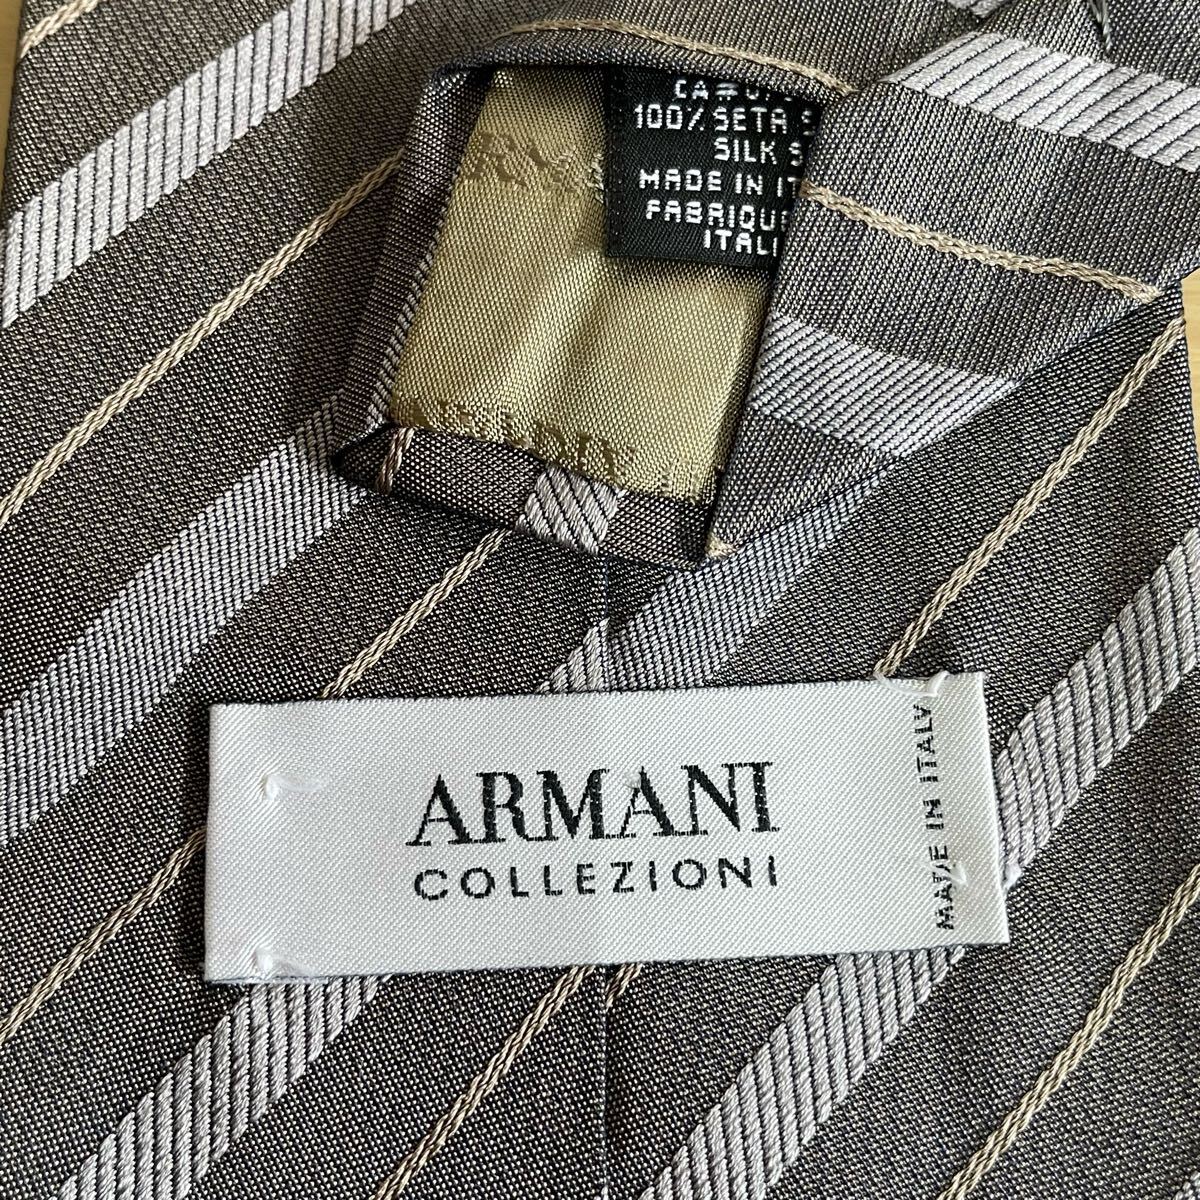 100% SETA
SILK
MADE IN
ARMANI
COLLEZIONI
MADE IN ITALY